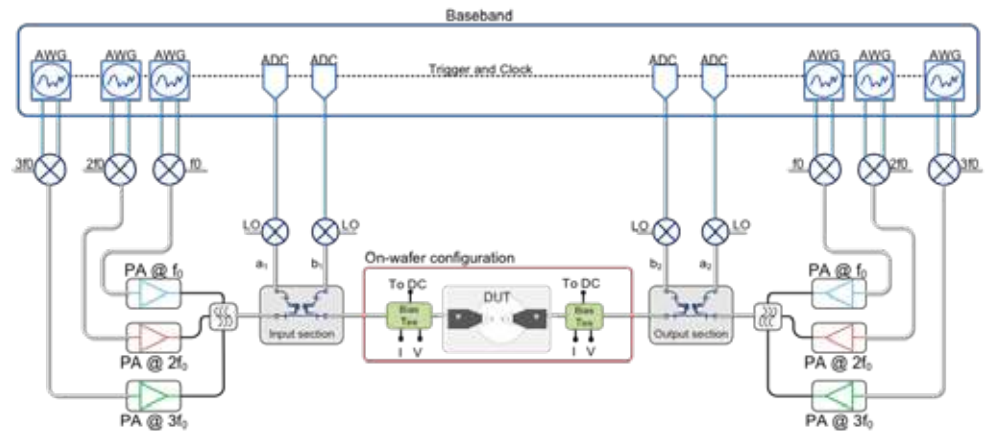 Baseband
AWG AWG AWG ADC ADC Trigger and Clock ADC ADC AWG AWG AWG
3f0 2f0 f0 f0 2f0 3f0
LO LO LO LO
a₁ b₁ b₂ a₂
On-wafer configuration
PA @ f₀ To DC DUT To DC PA @ f₀
Bias Tee Bias Tee
Input section Output section
I V I V
PA @ 2f₀ PA @ 2f₀
PA @ 3f₀ PA @ 3f₀